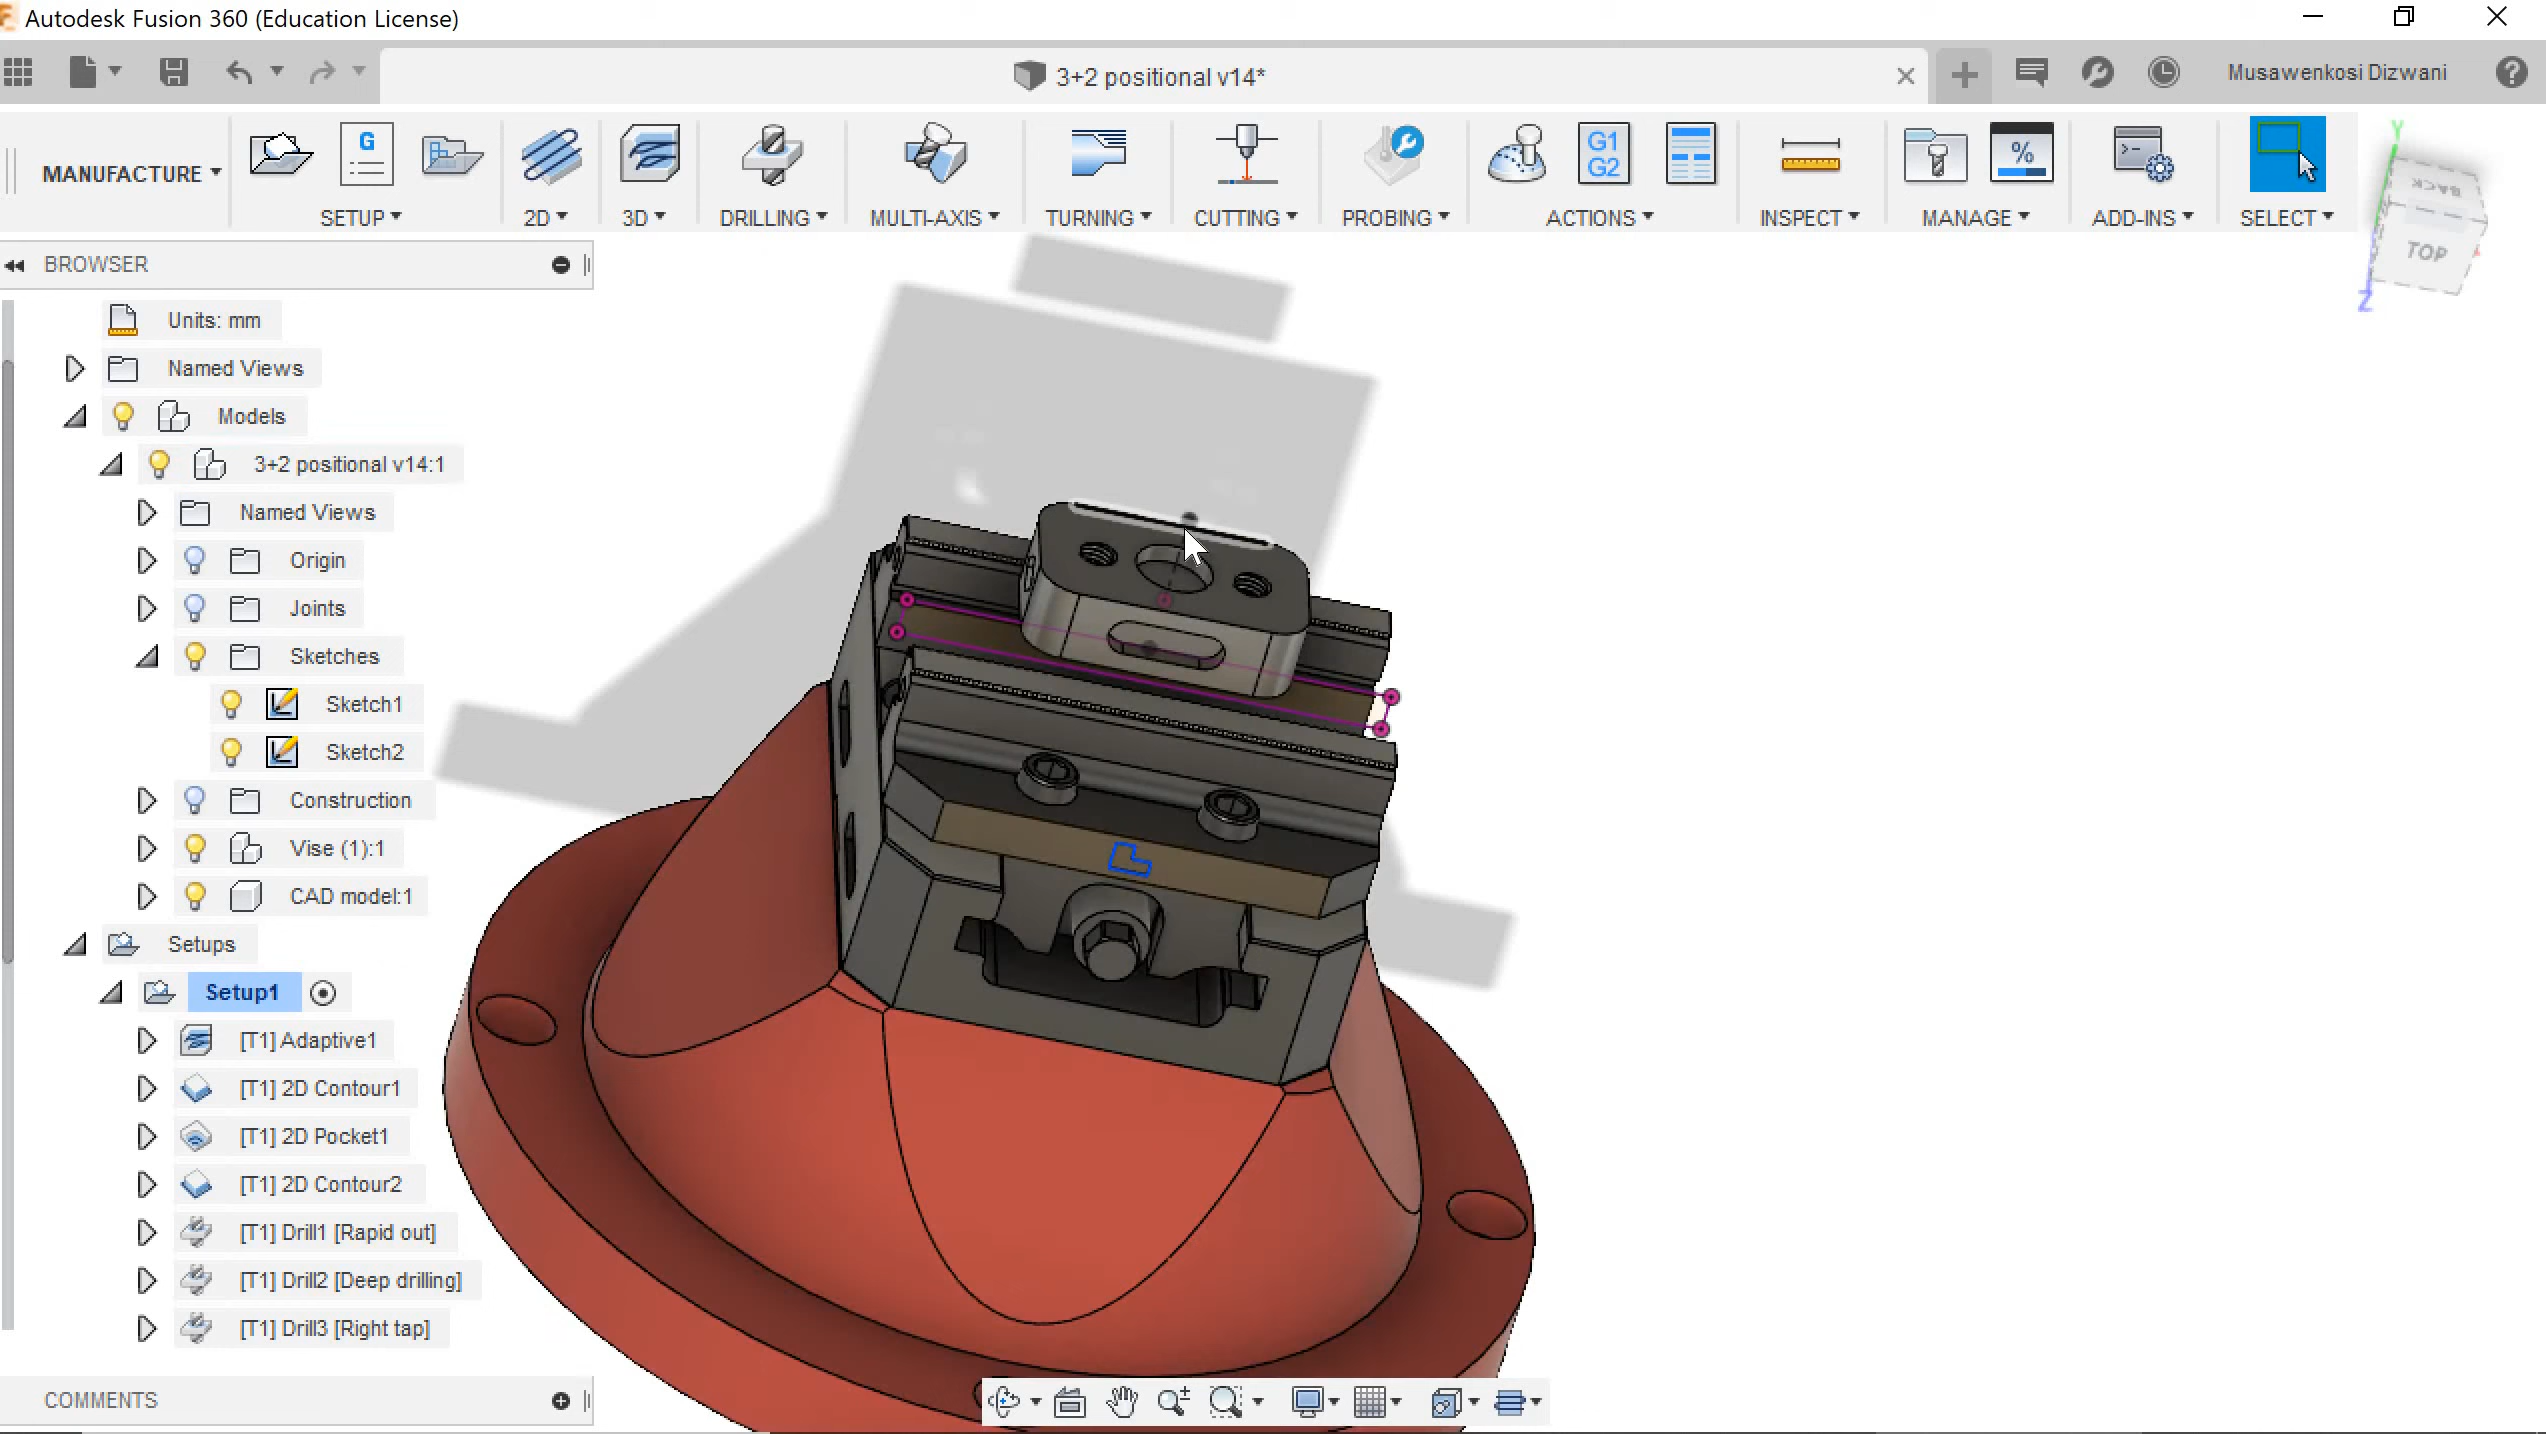 Autodesk Fusion 360 (Education License)
3+2 positional v14*
Musawenkosi Dizwani
MANUFACTURE
G
G1
G2
%
SETUP
2D
3D
DRILLING
MULTI-AXIS
TURNING
CUTTING
PROBING
ACTIONS
INSPECT
MANAGE
ADD-INS
SELECT
Y
BACK
TOP
Z
BROWSER
Units: mm
Named Views
Models
3+2 positional v14:1
Named Views
Origin
Joints
Sketches
Sketch1
Sketch2
Construction
Vise (1):1
CAD model:1
Setups
Setup1
[T1] Adaptive1
[T1] 2D Contour1
[T1] 2D Pocket1
[T1] 2D Contour2
[T1] Drill1 [Rapid out]
[T1] Drill2 [Deep drilling]
[T1] Drill3 [Right tap]
COMMENTS